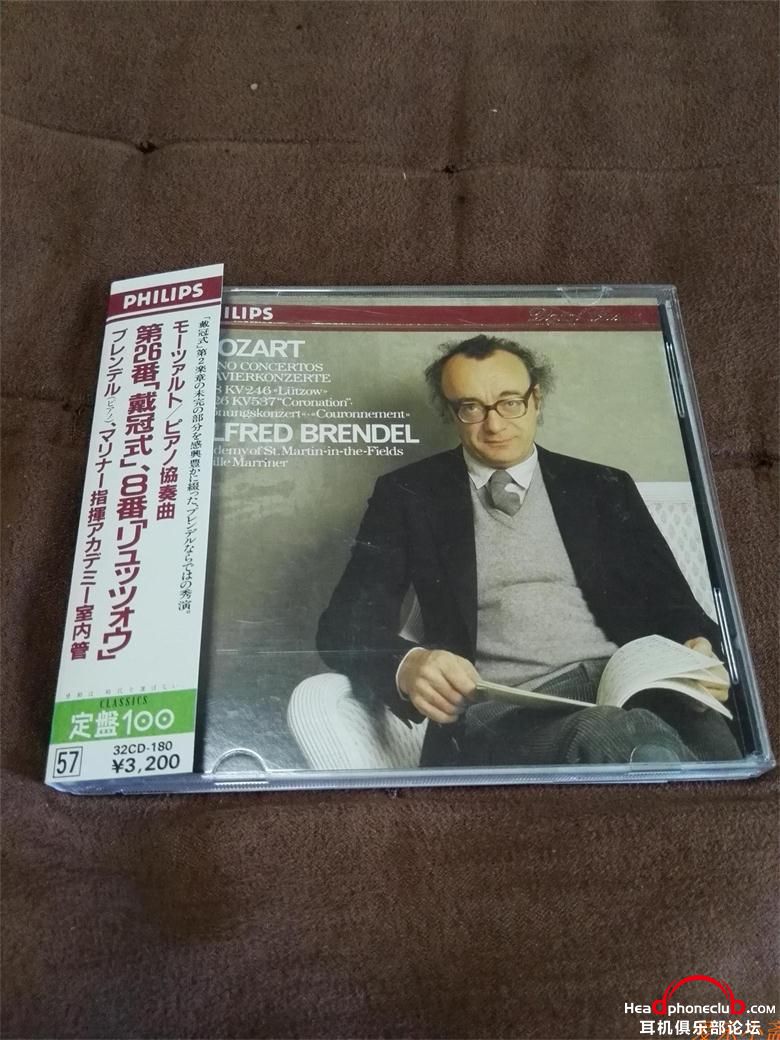 PHILIPS
「戴冠式」第2楽章の未完の部分を感興豊かに綴った、ブレンデルならではの秀演。
モーツァルト/ピアノ協奏曲
第26番「戴冠式」、8番「リュッツォウ」
ブレンデル(ピアノ)、マリナー指揮アカデミー室内管
CLASSICS
定盤100
57
32CD-180
¥3,200
ILIPS
OZART
NO CONCERTOS
AVIERKONZERTE
8 KV246 «Lützow»
26 KV537 “Coronation”·
önungskonzert»·«Couronnement»
LFRED BRENDEL
demy of St. Martin-in-the-Fields
ille Marriner
Headphoneclub.com
耳机俱乐部论坛